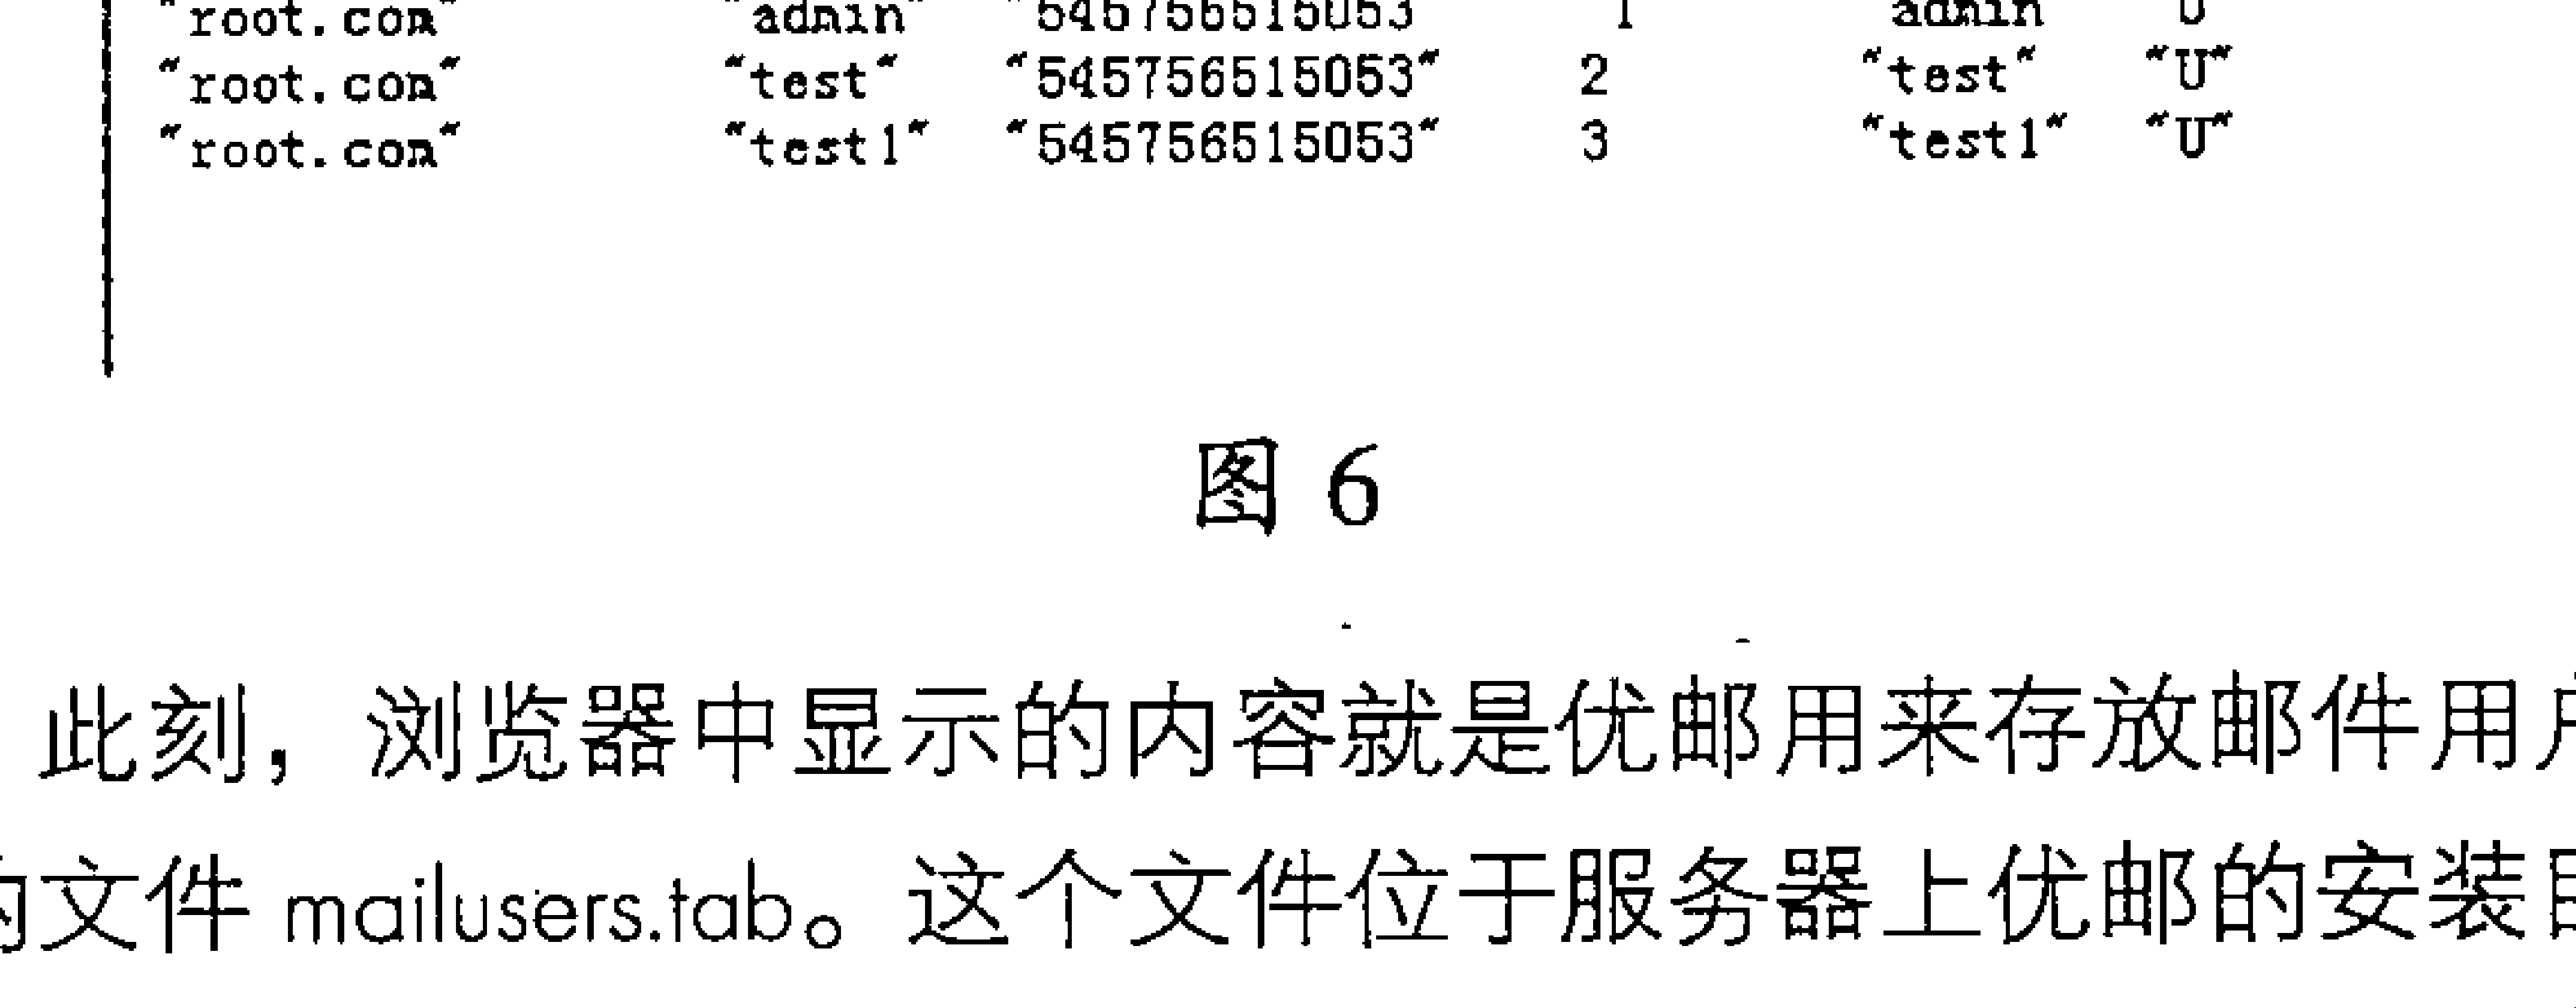 "root.com" "admin" "545756515053" 1 "admin" "U"
"root.com" "test" "545756515053" 2 "test" "U"
"root.com" "test1" "545756515053" 3 "test1" "U"
图 6
此刻，浏览器中显示的内容就是优邮用来存放邮件用户
的文件 mailusers.tab。这个文件位于服务器上优邮的安装目